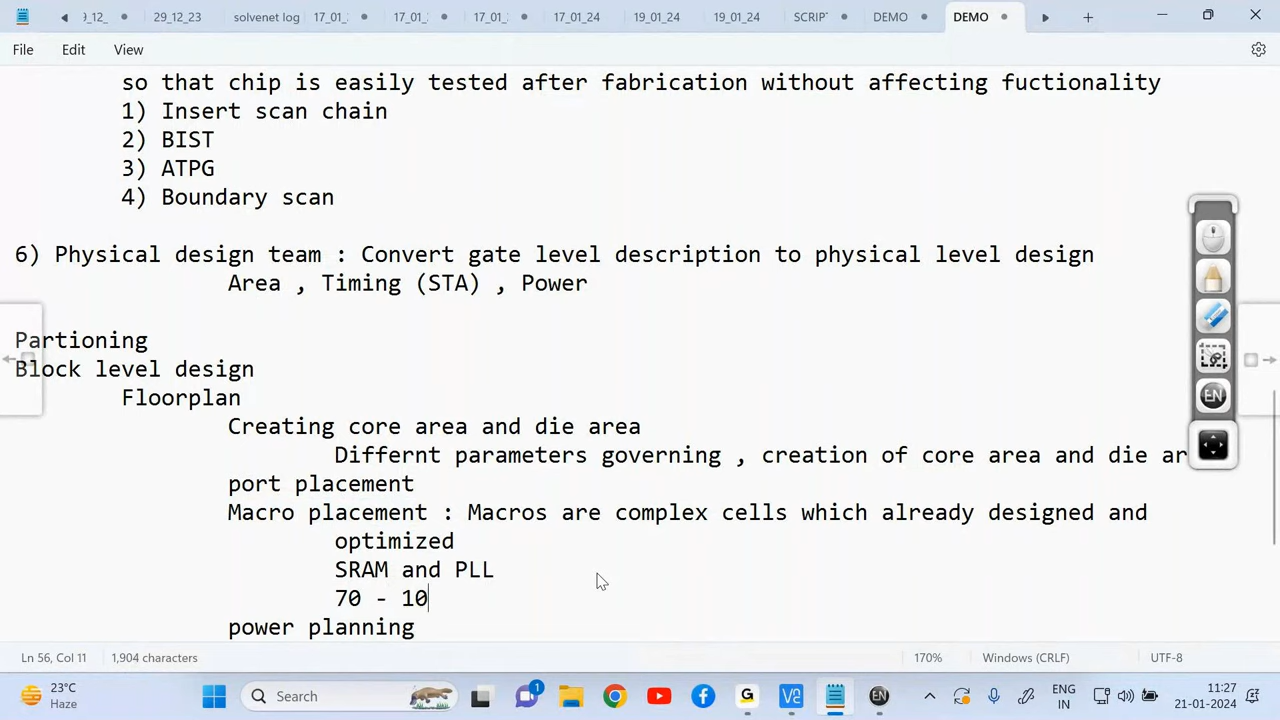 9_12_
29_12_23
solvenet log
17_01_
17_01_
17_01_
17_01_24
19_01_24
19_01_24
SCRIP
DEMO
DEMO
File
Edit
View
so that chip is easily tested after fabrication without affecting fuctionality
1) Insert scan chain
2) BIST
3) ATPG
4) Boundary scan
6) Physical design team : Convert gate level description to physical level design
Area , Timing (STA) , Power
Partioning
Block level design
Floorplan
Creating core area and die area
Differnt parameters governing , creation of core area and die ar
port placement
Macro placement : Macros are complex cells which already designed and
optimized
SRAM and PLL
70 - 10
power planning
EN
Ln 56, Col 11
1,904 characters
170%
Windows (CRLF)
UTF-8
23°C
Haze
Search
1
EN
ENG
IN
11:27
21-01-2024